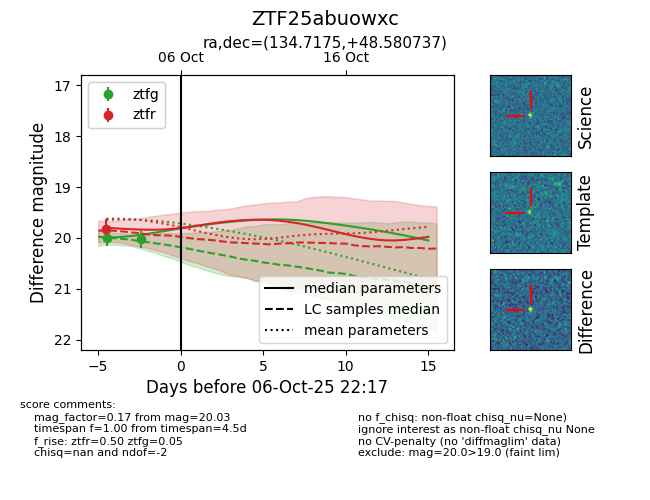 ZTF25abuowxc
ra,dec=(134.7175,+48.580737)
06 Oct 16 Oct
ztfg
ztfr
17
18
19
20
21
22
Difference magnitude
median parameters
LC samples median
mean parameters
−5 0 5 10 15
Days before 06-Oct-25 22:17
Science
Template
Difference
score comments:
mag_factor=0.17 from mag=20.03
timespan f=1.00 from timespan=4.5d
f_rise: ztfr=0.50 ztfg=0.05
chisq=nan and ndof=-2
no f_chisq: non-float chisq_nu=None)
ignore interest as non-float chisq_nu None
no CV-penalty (no 'diffmaglim' data)
exclude: mag=20.0>19.0 (faint lim)